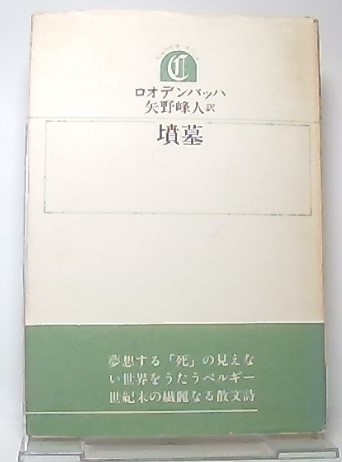 C
ロオデンバッハ
矢野峰人訳
墳墓
夢想する「死」の見えな
い世界をうたうベルギー
世紀末の繊麗なる散文詩